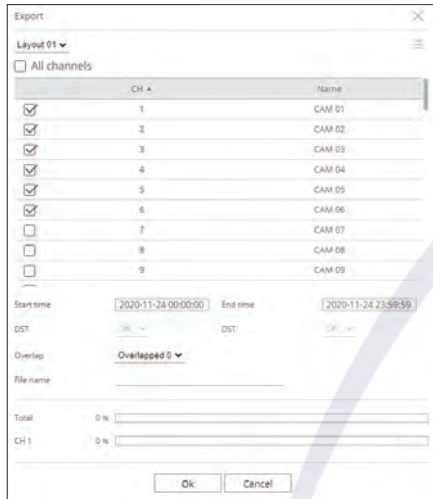 Export
Layout 01
All channels
CH Name
1 CAM 01
2 CAM 02
3 CAM 03
4 CAM 04
5 CAM 05
6 CAM 06
7 CAM 07
8 CAM 08
9 CAM 09
Start time 2020-11-24 00:00:00 End time 2020-11-24 23:59:59
DST DST
Overlap Overlapped 0
File name
Total 0 %
CH 1 0 %
Ok Cancel